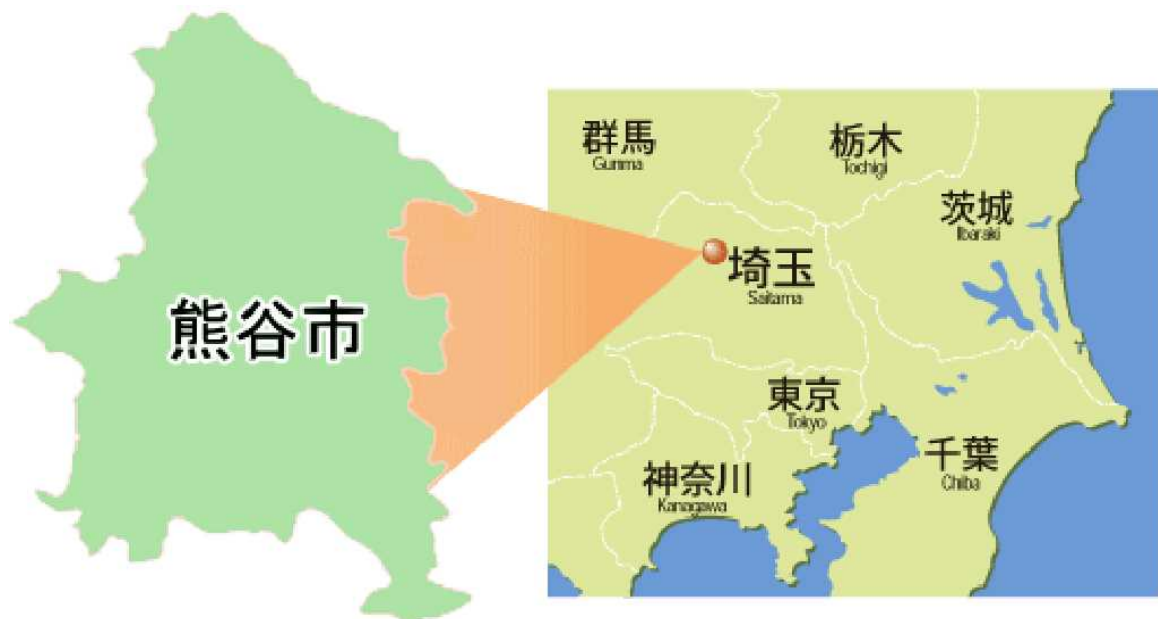 熊谷市
群馬
Gunma
栃木
Tochigi
茨城
Ibaraki
埼玉
Saitama
東京
Tokyo
千葉
Chiba
神奈川
Kanagawa